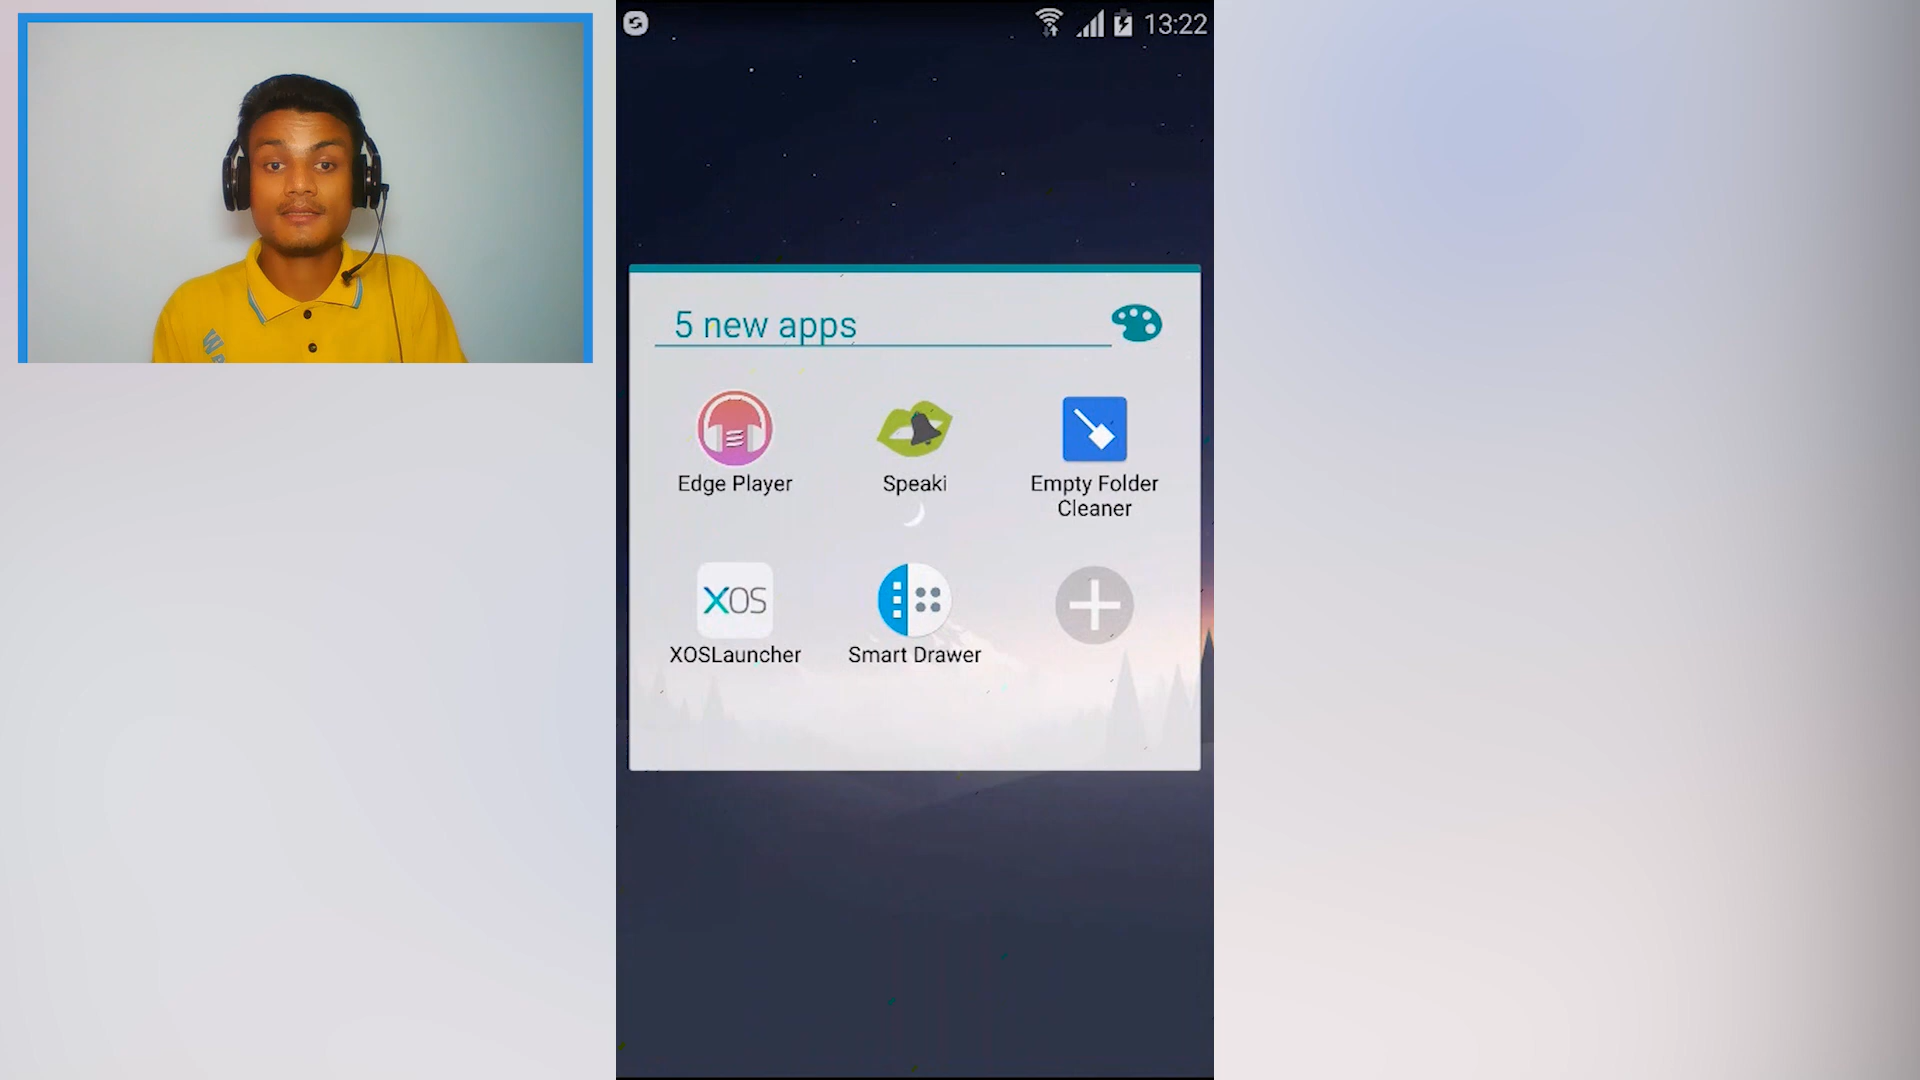 13:22
5 new apps
Edge Player
Speaki
Empty Folder
Cleaner
XOS
XOSLauncher
Smart Drawer